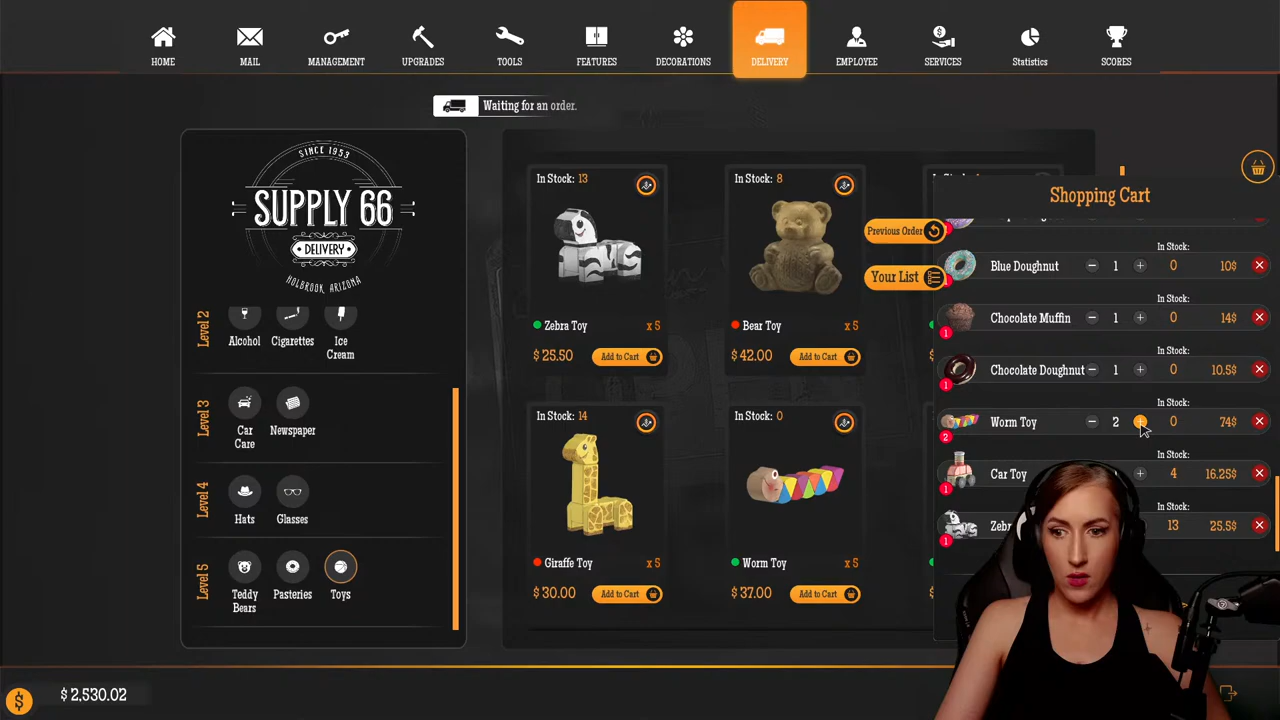 HOME
MAIL
MANAGEMENT
UPGRADES
TOOLS
FEATURES
DECORATIONS
DELIVERY
EMPLOYEE
SERVICES
Statistics
SCORES
Waiting for an order.
SINCE 1953
SUPPLY 66
DELIVERY
HOLBROOK, ARIZONA
Level 2
Alcohol
Cigarettes
Ice
Cream
Level 3
Car
Care
Newspaper
Level 4
Hats
Glasses
Level 5
Teddy
Bears
Pasteries
Toys
In Stock: 13
Zebra Toy x 5
$ 25.50 Add to Cart
In Stock: 8
Bear Toy x 5
$ 42.00 Add to Cart
In Stock: 14
Giraffe Toy x 5
$ 30.00 Add to Cart
In Stock: 0
Worm Toy x 5
$ 37.00 Add to Cart
Previous Order
Your List
Shopping Cart
In Stock:
Blue Doughnut 1 0 10$
In Stock:
1 Chocolate Muffin 1 0 14$
In Stock:
1 Chocolate Doughnut 1 0 10.5$
In Stock:
2 Worm Toy 2 0 74$
In Stock:
1 Car Toy 4 16.25$
In Stock:
1 13 25.5$
$ 2,530.02